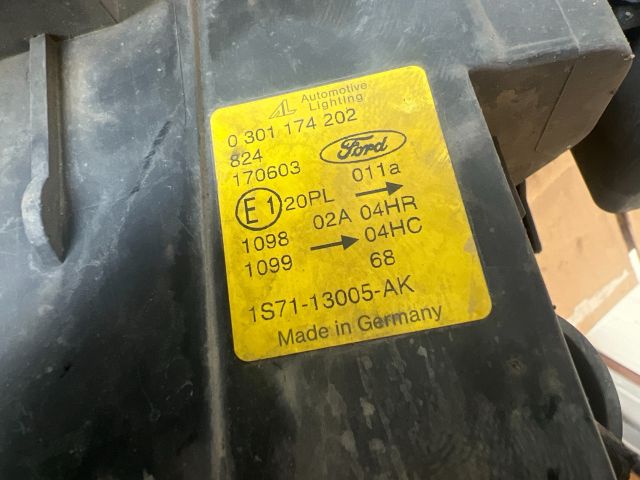 AL Automotive Lighting
0 301 174 202
824 Ford
170603 011a
E1 20PL →
1098 02A 04HR
1099 → 04HC
68
1S71-13005-AK
Made in Germany